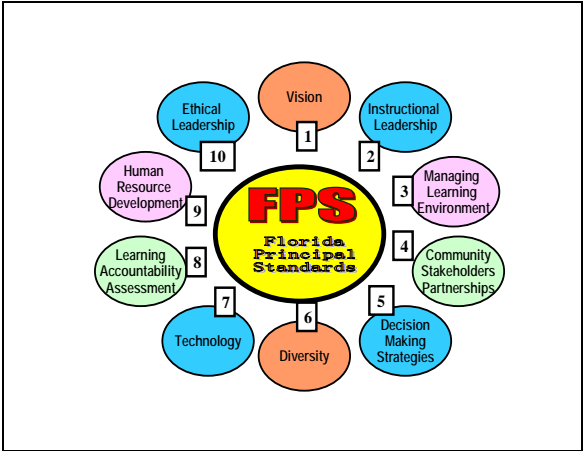 Vision
1
Instructional
Leadership
2
Managing
Learning
Environment
3
Community
Stakeholders
Partnerships
4
Decision
Making
Strategies
5
Diversity
6
Technology
7
Learning
Accountability
Assessment
8
Human
Resource
Development
9
Ethical
Leadership
10
FPS
Florida
Principal
Standards